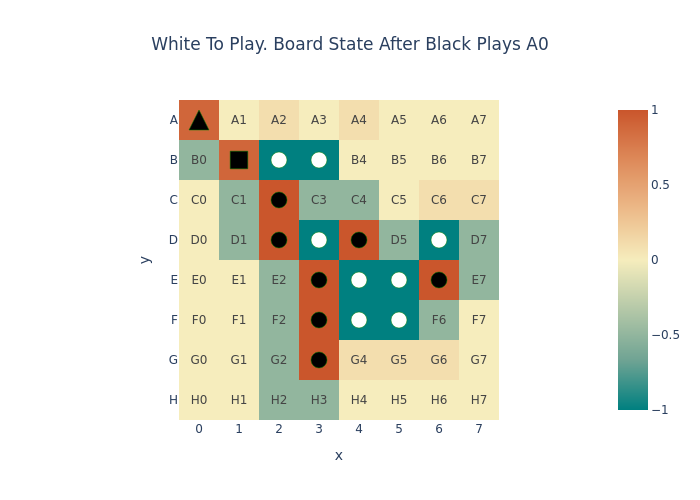 White To Play. Board State After Black Plays A0
A A1 A2 A3 A4 A5 A6 A7
B B0 B4 B5 B6 B7
C C0 C1 C3 C4 C5 C6 C7
D D0 D1 D5 D7
E E0 E1 E2 E7
F F0 F1 F2 F6 F7
G G0 G1 G2 G4 G5 G6 G7
H H0 H1 H2 H3 H4 H5 H6 H7
0 1 2 3 4 5 6 7
x
y
1
0.5
0
−0.5
−1